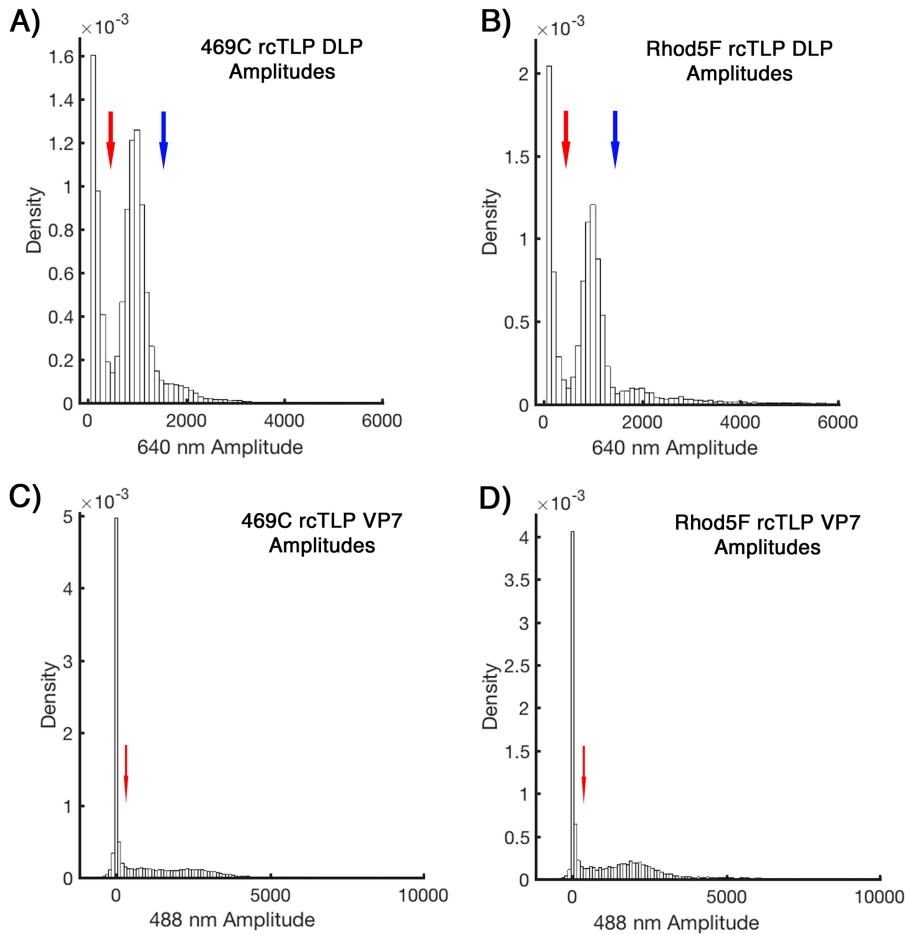 A)
×10⁻³
469C rcTLP DLP
Amplitudes
1.6
1.4
1.2
1
0.8
0.6
0.4
0.2
0
Density
0
2000
4000
6000
640 nm Amplitude
B)
×10⁻³
Rhod5F rcTLP DLP
Amplitudes
2
1.5
1
0.5
0
Density
0
2000
4000
6000
640 nm Amplitude
C)
×10⁻³
469C rcTLP VP7
Amplitudes
5
4
3
2
1
0
Density
0
5000
10000
488 nm Amplitude
D)
×10⁻³
Rhod5F rcTLP VP7
Amplitudes
4
3.5
3
2.5
2
1.5
1
0.5
0
Density
0
5000
10000
488 nm Amplitude